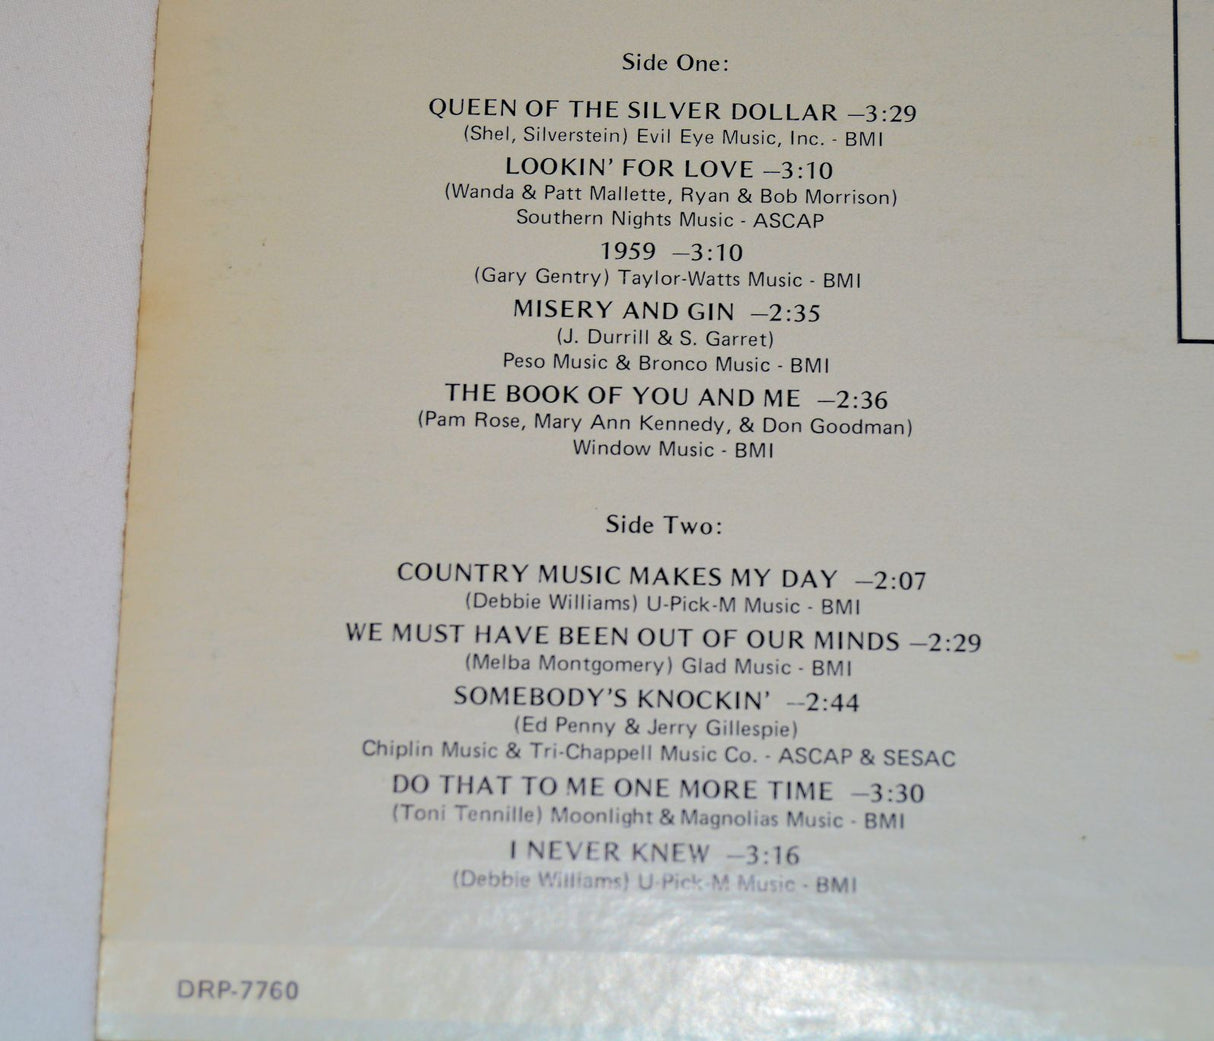 Side One:
QUEEN OF THE SILVER DOLLAR —3:29
(Shel, Silverstein) Evil Eye Music, Inc. - BMI
LOOKIN' FOR LOVE —3:10
(Wanda & Patt Mallette, Ryan & Bob Morrison)
Southern Nights Music - ASCAP
1959 —3:10
(Gary Gentry) Taylor-Watts Music - BMI
MISERY AND GIN —2:35
(J. Durrill & S. Garret)
Peso Music & Bronco Music - BMI
THE BOOK OF YOU AND ME —2:36
(Pam Rose, Mary Ann Kennedy, & Don Goodman)
Window Music - BMI
Side Two:
COUNTRY MUSIC MAKES MY DAY —2:07
(Debbie Williams) U-Pick-M Music - BMI
WE MUST HAVE BEEN OUT OF OUR MINDS —2:29
(Melba Montgomery) Glad Music - BMI
SOMEBODY'S KNOCKIN' —2:44
(Ed Penny & Jerry Gillespie)
Chiplin Music & Tri-Chappell Music Co. - ASCAP & SESAC
DO THAT TO ME ONE MORE TIME —3:30
(Toni Tennille) Moonlight & Magnolias Music - BMI
I NEVER KNEW —3:16
(Debbie Williams) U-Pick-M Music - BMI
DRP-7760